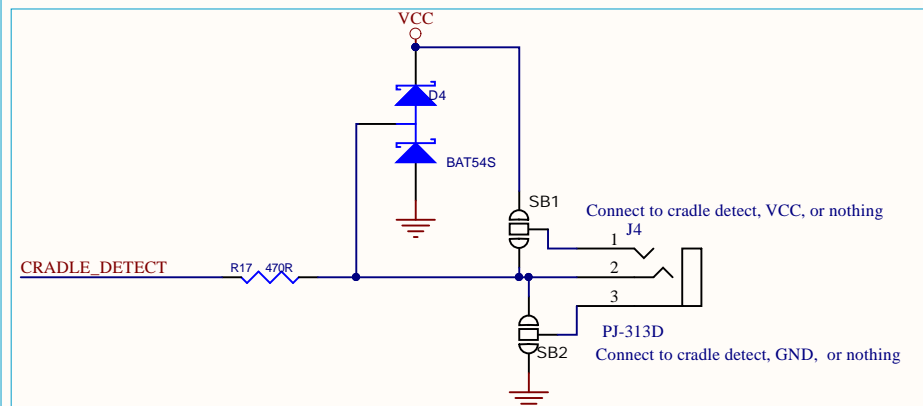 VCC
D4
BAT54S
SB1
Connect to cradle detect, VCC, or nothing
J4
1
CRADLE_DETECT
R17 470R
2
3
PJ-313D
SB2
Connect to cradle detect, GND, or nothing